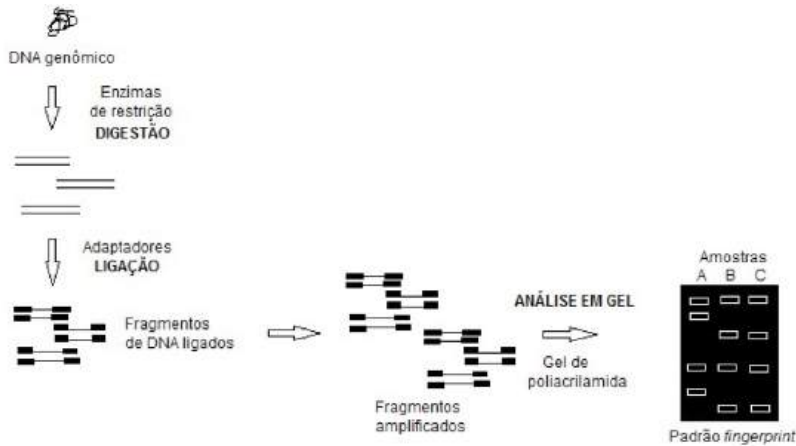 DNA genômico
Enzimas
de restrição
DIGESTÃO
Adaptadores
LIGAÇÃO
Fragmentos
de DNA ligados
Fragmentos
amplificados
ANÁLISE EM GEL
Gel de
poliacrilamida
Amostras
A B C
Padrão fingerprint